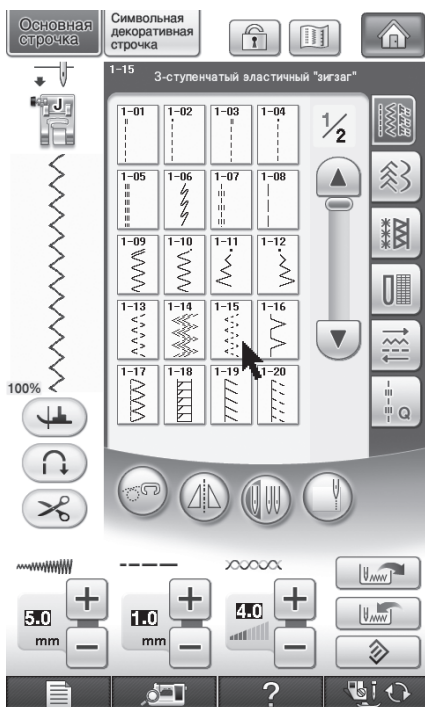 Основная
строчка
Символьная
декоративная
строчка
1-15
3-ступенчатый эластичный "зигзаг"
J
1-01 1-02 1-03 1-04
1/2
1-05 1-06 1-07 1-08
1-09 1-10 1-11 1-12
1-13 1-14 1-15 1-16
1-17 1-18 1-19 1-20
100%
Q
5.0
mm
1.0
mm
4.0
?